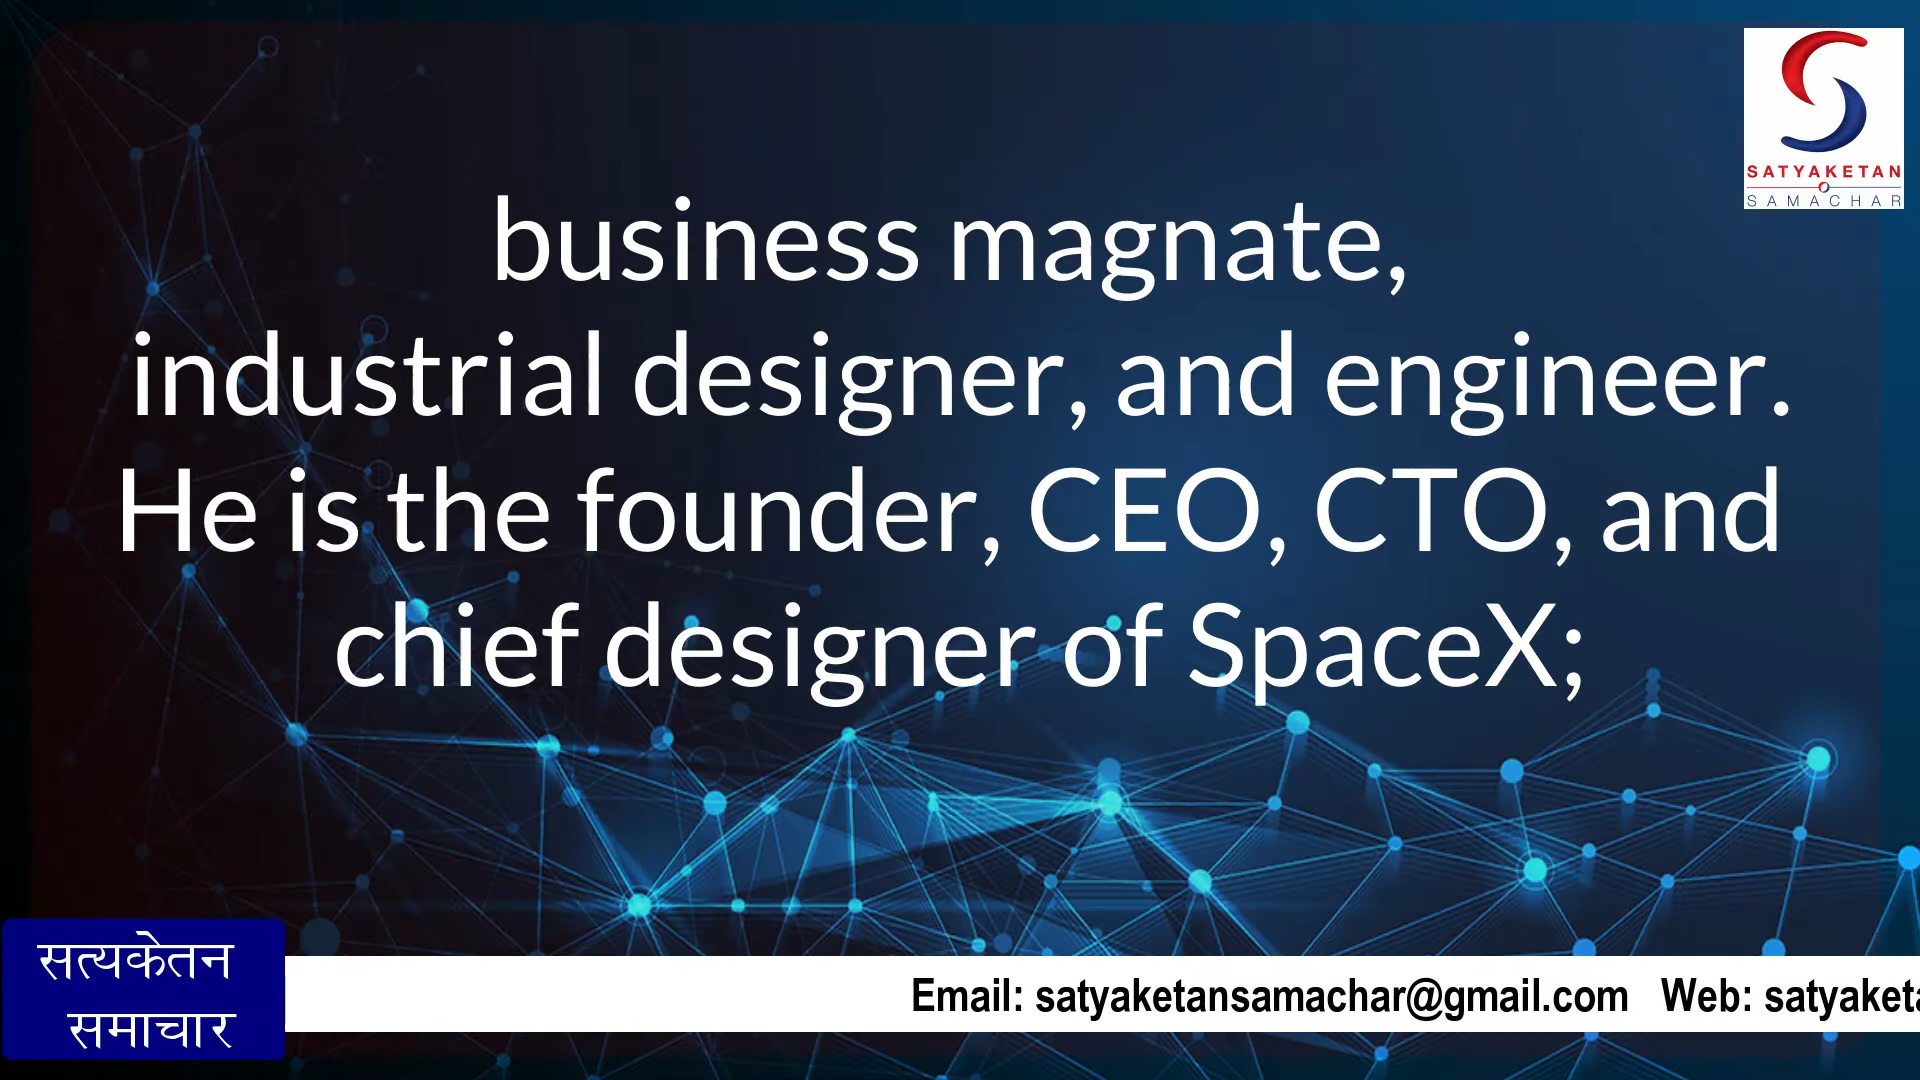 SATYAKETAN
SAMACHAR
business magnate,
industrial designer, and engineer.
He is the founder, CEO, CTO, and
chief designer of SpaceX;
सत्यकेतन
समाचार
Email: satyaketansamachar@gmail.com Web: